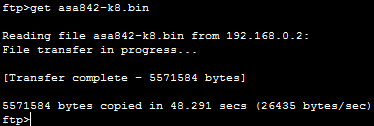 ftp>get asa842-k8.bin
Reading file asa842-k8.bin from 192.168.0.2:
File transfer in progress...
[Transfer complete - 5571584 bytes]
5571584 bytes copied in 48.291 secs (26435 bytes/sec)
ftp>